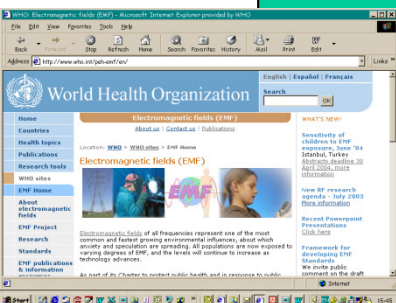 WHO: Electromagnetic fields (EMF) - Microsoft Internet Explorer provided by WHO
File Edit View Favorites Tools Help
Back Forward Stop Refresh Home Search Favorites History Mail Print Edit
Address http://www.who.int/peh-emf/en/ Links
English | Español | Français
World Health Organization
Search
OK
Home
Countries
Health topics
Publications
Research tools
WHO sites
EMF Home
About electromagnetic fields
EMF Project
Research
Standards
EMF publications & information
Electromagnetic fields (EMF)
About us | Contact us | Publications
Location: WHO > WHO sites > EMF Home
Electromagnetic fields (EMF)
EMF
Electromagnetic fields of all frequencies represent one of the most
common and fastest growing environmental influences, about which
anxiety and speculation are spreading. All populations are now exposed to
varying degrees of EMF, and the levels will continue to increase as
technology advances.
As part of its Charter to protect public health and in response to public
WHAT'S NEW!
Sensitivity of
children to EMF
exposure, June '04
Istanbul, Turkey
Abstracts deadline 30
April 2004, more
information
New RF research
agenda - July 2003
More information
Recent Powerpoint
Presentations
Click here
Framework for
developing EMF
Standards
We invite public
comment on the draft
Internet
Start
15:45